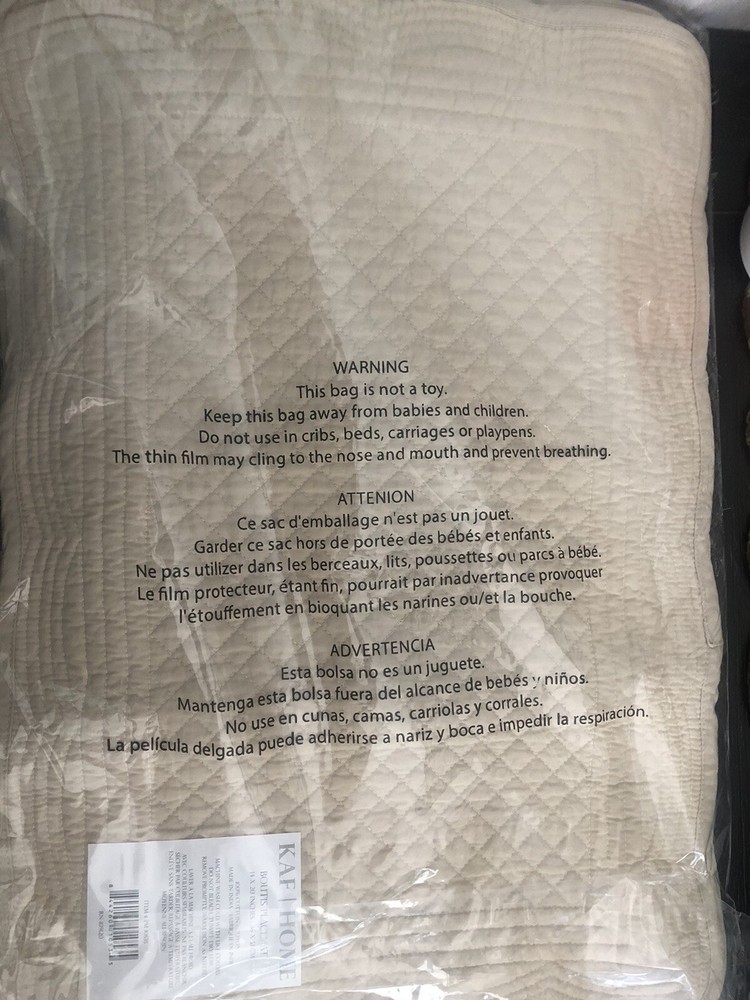 WARNING
This bag is not a toy.
Keep this bag away from babies and children.
Do not use in cribs, beds, carriages or playpens.
The thin film may cling to the nose and mouth and prevent breathing.
ATTENION
Ce sac d'emballage n'est pas un jouet.
Garder ce sac hors de portée des bébés et enfants.
Ne pas utilizer dans les berceaux, lits, poussettes ou parcs à bébé.
Le film protecteur, étant fin, pourrait par inadvertance provoquer
l'étouffement en bioquant les narines ou/et la bouche.
ADVERTENCIA
Esta bolsa no es un juguete.
Mantenga esta bolsa fuera del alcance de bebés y niños.
No use en cunas, camas, carriolas y corrales.
La película delgada puede adherirse a nariz y boca e impedir la respiración.
KAF | HOME
BOUTIS PLACEMAT